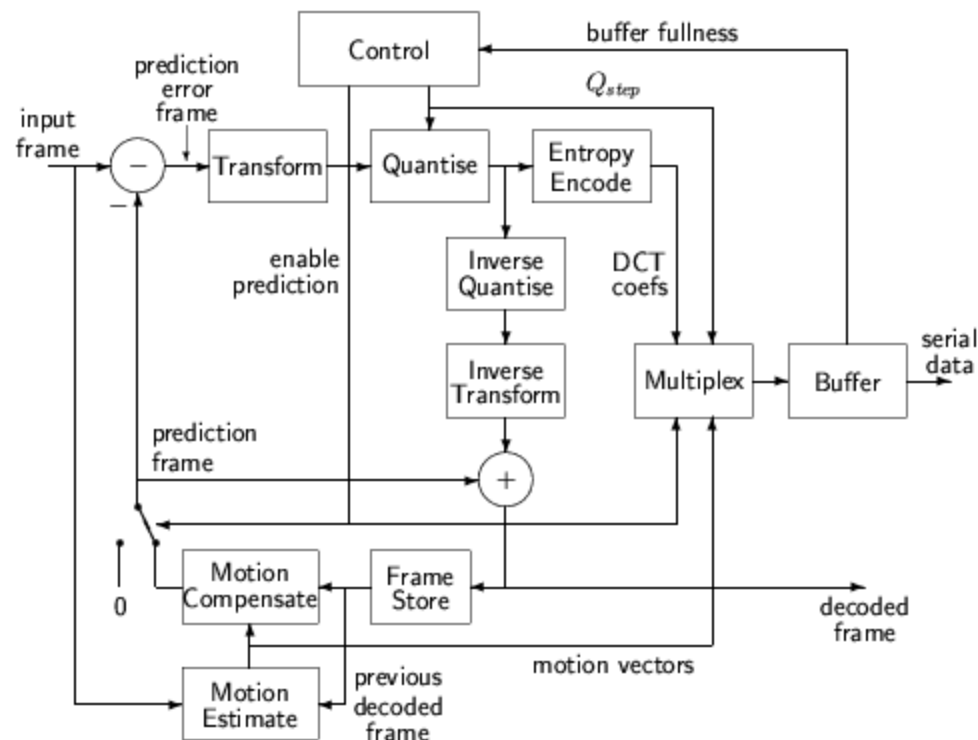 buffer fullness
Control
prediction
error
frame
Q_step
input
frame
−
Transform
Quantise
Entropy
Encode
−
enable
prediction
Inverse
Quantise
DCT
coefs
Inverse
Transform
Multiplex
Buffer
serial
data
prediction
frame
+
Motion
Compensate
Frame
Store
0
decoded
frame
motion vectors
Motion
Estimate
previous
decoded
frame